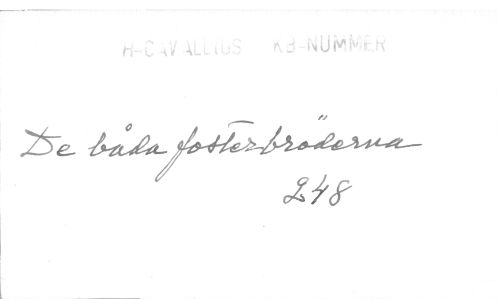 H-CAVALLIUS KB-NUMMER
De båda fosterbröderna
248